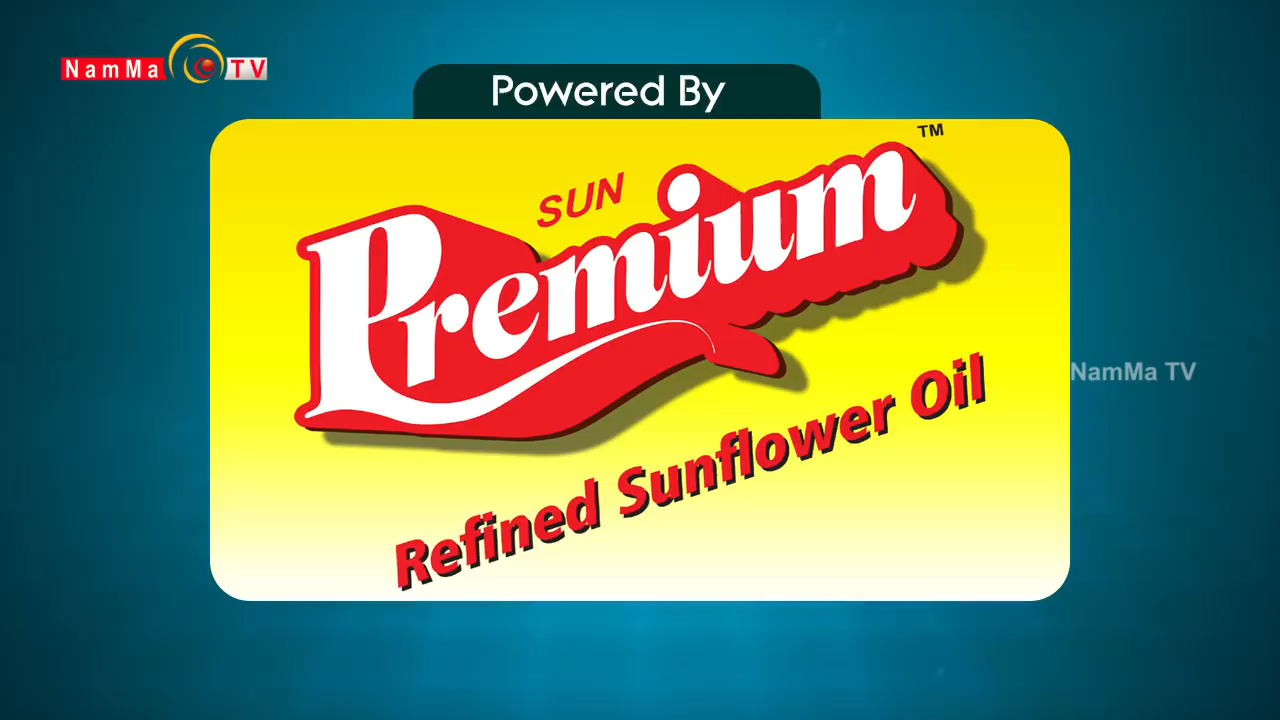 NamMa TV
Powered By
TM
SUN
Premium
NamMa TV
Refined Sunflower Oil